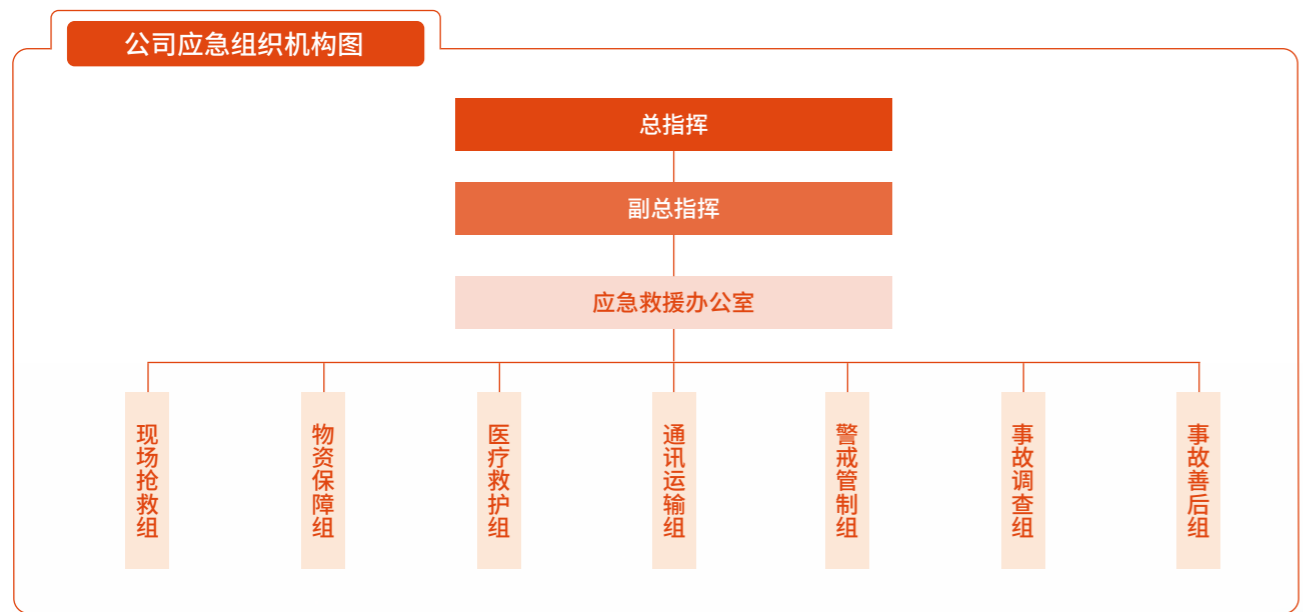 公司应急组织机构图
总指挥
副总指挥
应急救援办公室
现场抢救组
物资保障组
医疗救护组
通讯运输组
警戒管制组
事故调查组
事故善后组